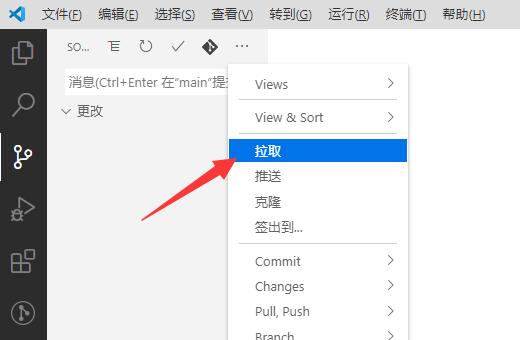 文件(F) 编辑(E) 选择(S) 查看(V) 转到(G) 运行(R) 终端(T) 帮助(H)
SO...
消息(Ctrl+Enter 在“main”提
更改
Views
View & Sort
拉取
推送
克隆
签出到...
Commit
Changes
Pull, Push
Branch